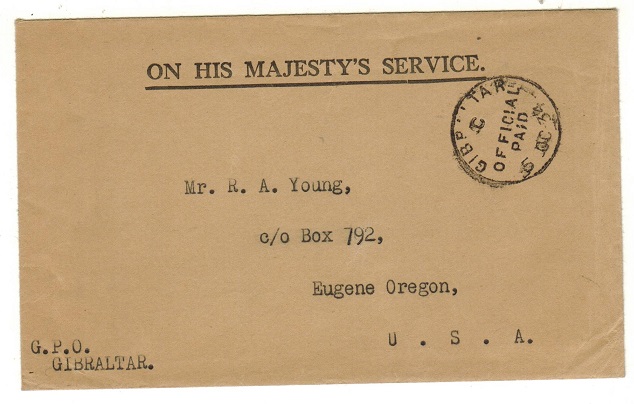 ON HIS MAJESTY'S SERVICE.
GIBRALTAR
OFFICIAL
PAID
Mr. R. A. Young,
c/o Box 792,
Eugene Oregon,
U . S . A.
G.P.O.
GIBRALTAR.